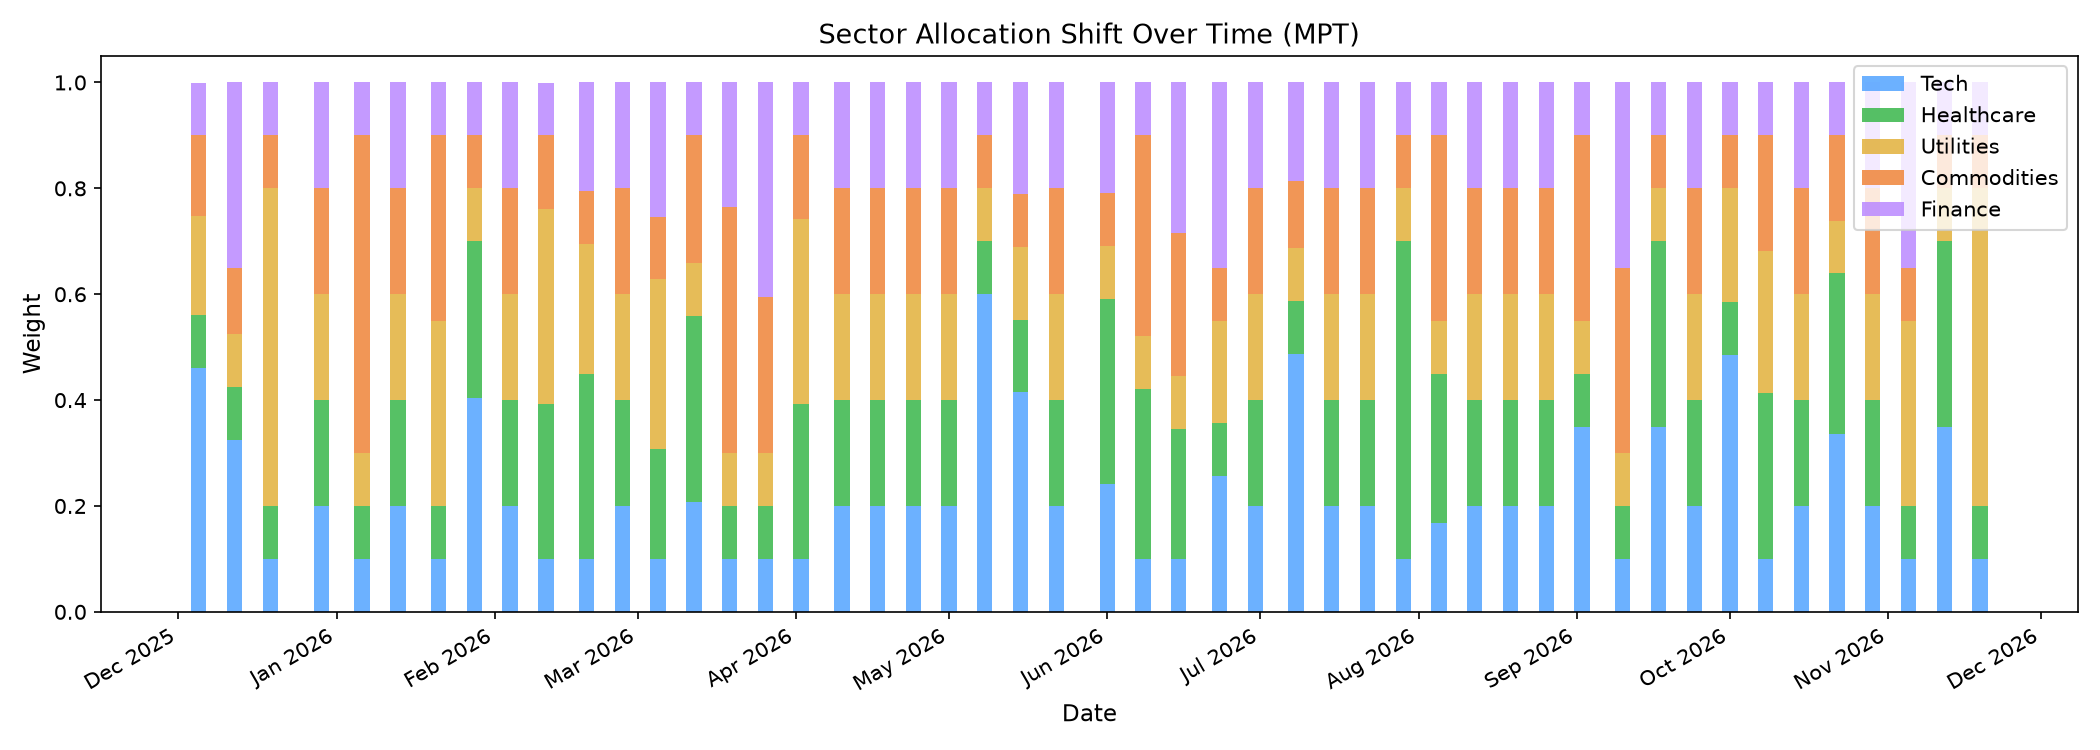 Sector Allocation Shift Over Time (MPT)
Weight
1.0
0.8
0.6
0.4
0.2
0.0
Tech
Healthcare
Utilities
Commodities
Finance
Dec 2025
Jan 2026
Feb 2026
Mar 2026
Apr 2026
May 2026
Jun 2026
Jul 2026
Aug 2026
Sep 2026
Oct 2026
Nov 2026
Dec 2026
Date